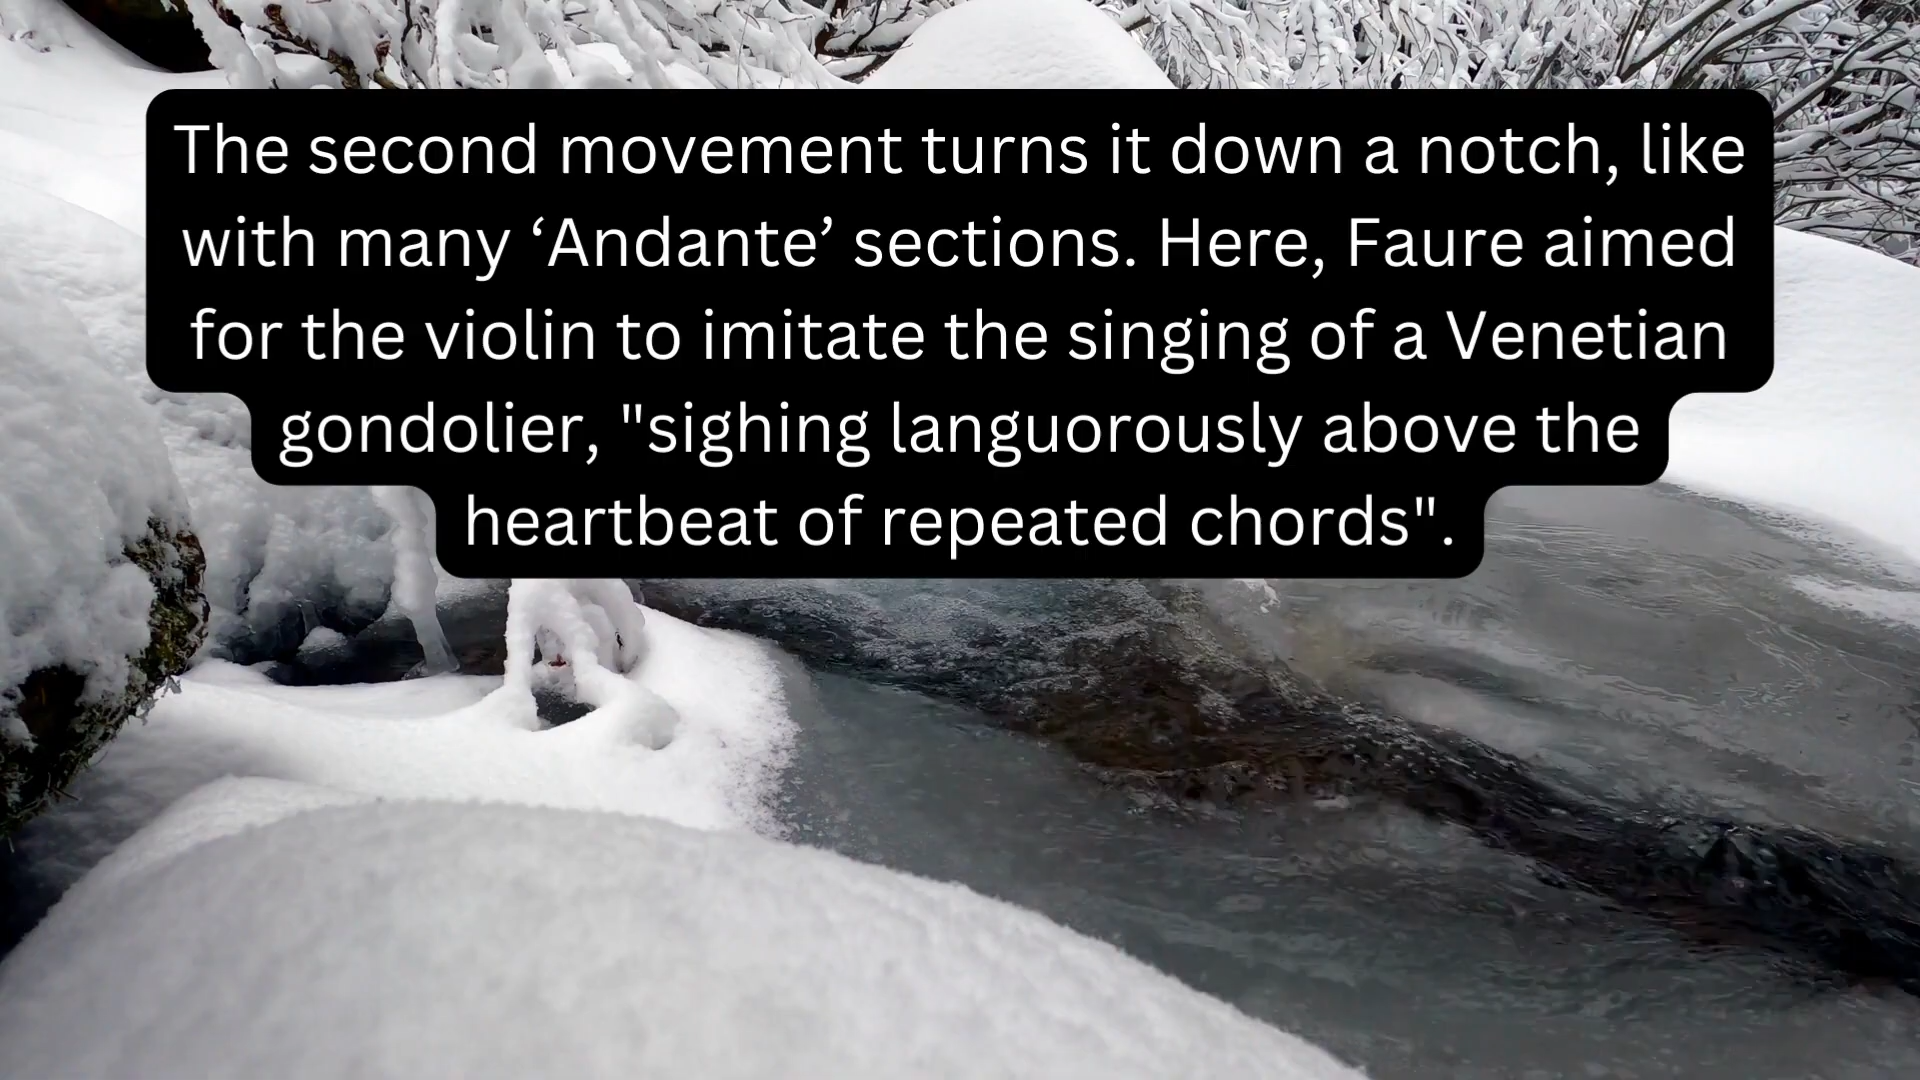 The second movement turns it down a notch, like
with many ‘Andante’ sections. Here, Faure aimed
for the violin to imitate the singing of a Venetian
gondolier, "sighing languorously above the
heartbeat of repeated chords".